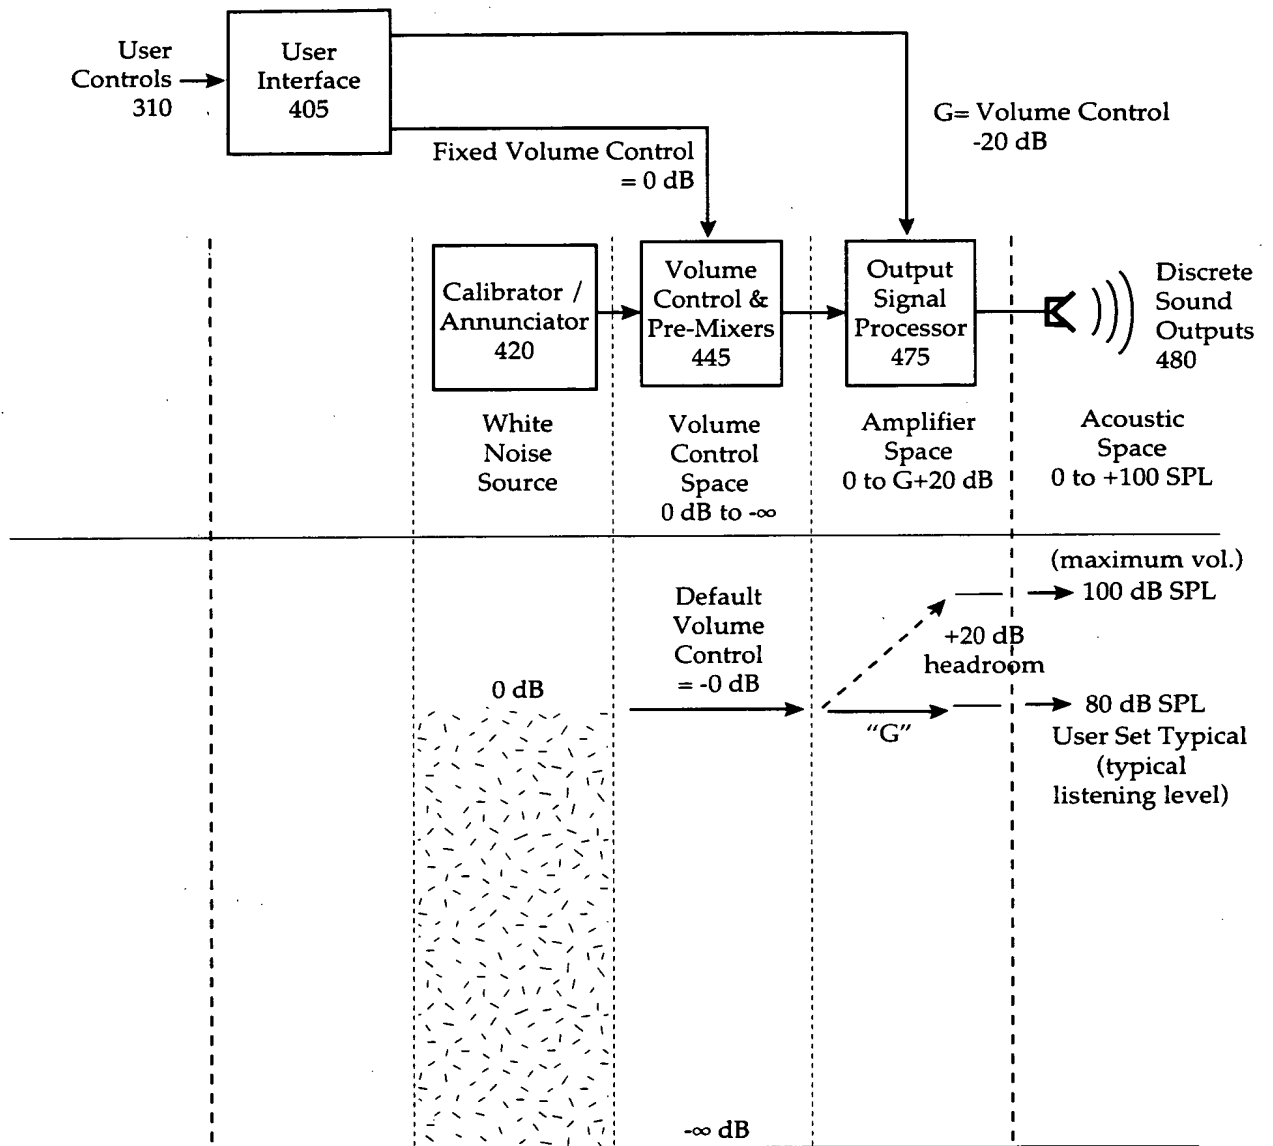 User
Controls
310
User
Interface
405
G= Volume Control
-20 dB
Fixed Volume Control
= 0 dB
Calibrator /
Annunciator
420
Volume
Control &
Pre-Mixers
445
Output
Signal
Processor
475
Discrete
Sound
Outputs
480
White
Noise
Source
Volume
Control
Space
0 dB to -∞
Amplifier
Space
0 to G+20 dB
Acoustic
Space
0 to +100 SPL
(maximum vol.)
100 dB SPL
Default
Volume
Control
= -0 dB
+20 dB
headroom
0 dB
"G"
80 dB SPL
User Set Typical
(typical
listening level)
-∞ dB